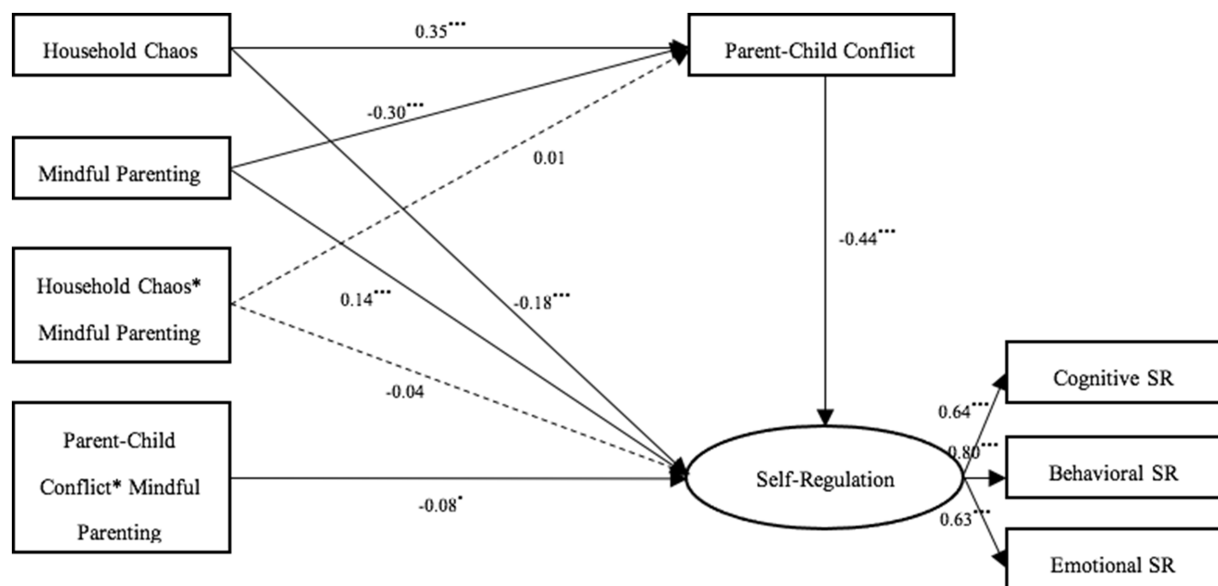 Household Chaos
0.35***
Parent-Child Conflict
-0.30***
Mindful Parenting
0.01
Household Chaos*
Mindful Parenting
-0.44***
0.14***
-0.18***
-0.04
Cognitive SR
0.64***
Parent-Child
Conflict* Mindful
Parenting
-0.08*
Self-Regulation
0.80***
Behavioral SR
0.63***
Emotional SR